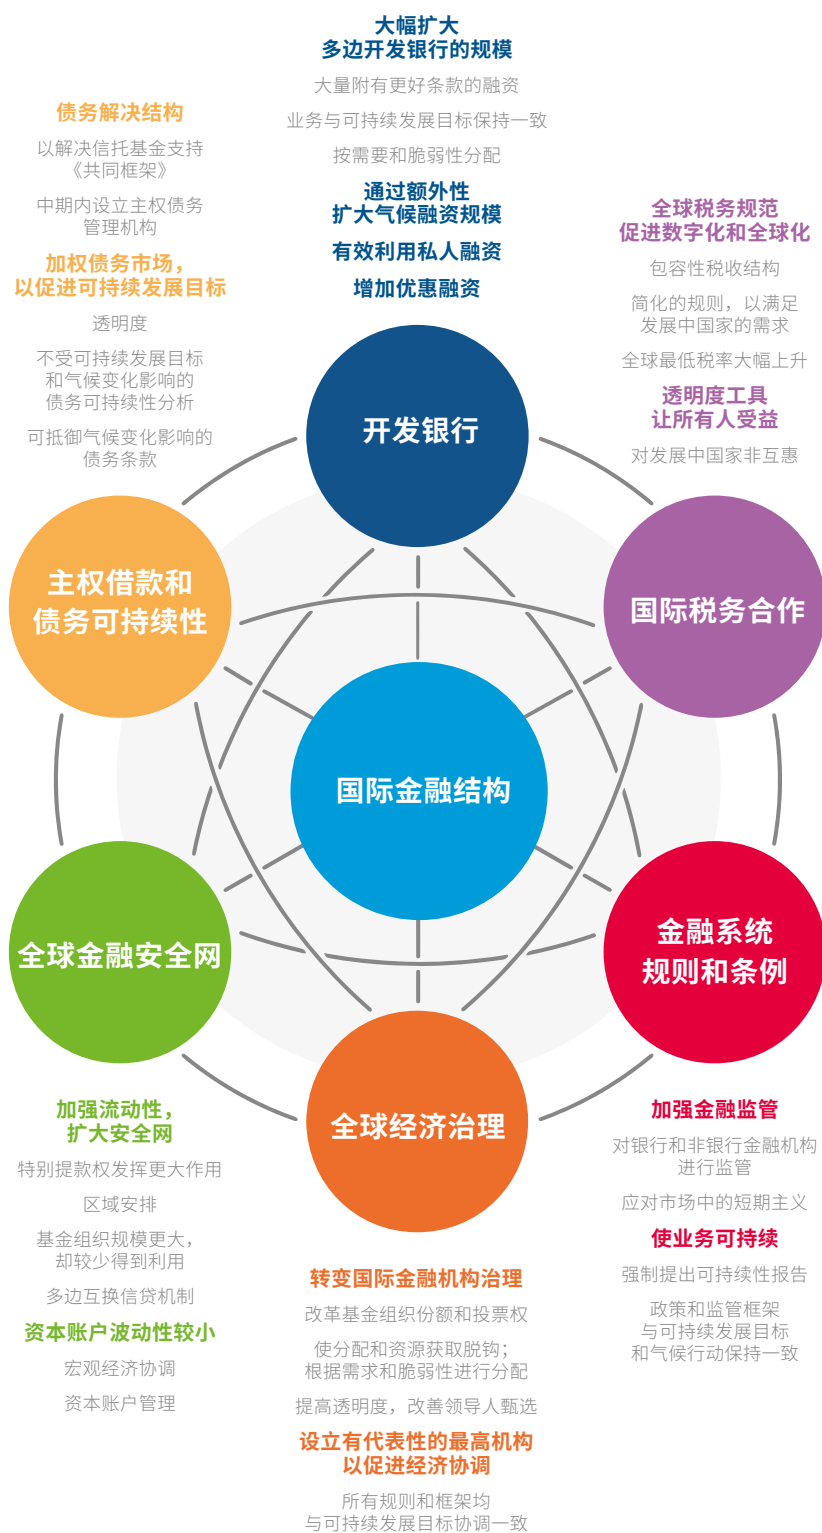 大幅扩大
多边开发银行的规模
大量附有更好条款的融资
业务与可持续发展目标保持一致
按需要和脆弱性分配
通过额外性
扩大气候融资规模
有效利用私人融资
增加优惠融资
债务解决结构
以解决信托基金支持
《共同框架》
中期内设立主权债务
管理机构
加权债务市场，
以促进可持续发展目标
透明度
不受可持续发展目标
和气候变化影响的
债务可持续性分析
可抵御气候变化影响的
债务条款
全球税务规范
促进数字化和全球化
包容性税收结构
简化的规则，以满足
发展中国家的需求
全球最低税率大幅上升
透明度工具
让所有人受益
对发展中国家非互惠
开发银行
主权借款和
债务可持续性
国际税务合作
国际金融结构
全球金融安全网
金融系统
规则和条例
全球经济治理
加强流动性，
扩大安全网
特别提款权发挥更大作用
区域安排
基金组织规模更大，
却较少得到利用
多边互换信贷机制
资本账户波动性较小
宏观经济协调
资本账户管理
转变国际金融机构治理
改革基金组织份额和投票权
使分配和资源获取脱钩；
根据需求和脆弱性进行分配
提高透明度，改善领导人甄选
设立有代表性的最高机构
以促进经济协调
所有规则和框架均
与可持续发展目标协调一致
加强金融监管
对银行和非银行金融机构
进行监管
应对市场中的短期主义
使业务可持续
强制提出可持续性报告
政策和监管框架
与可持续发展目标
和气候行动保持一致